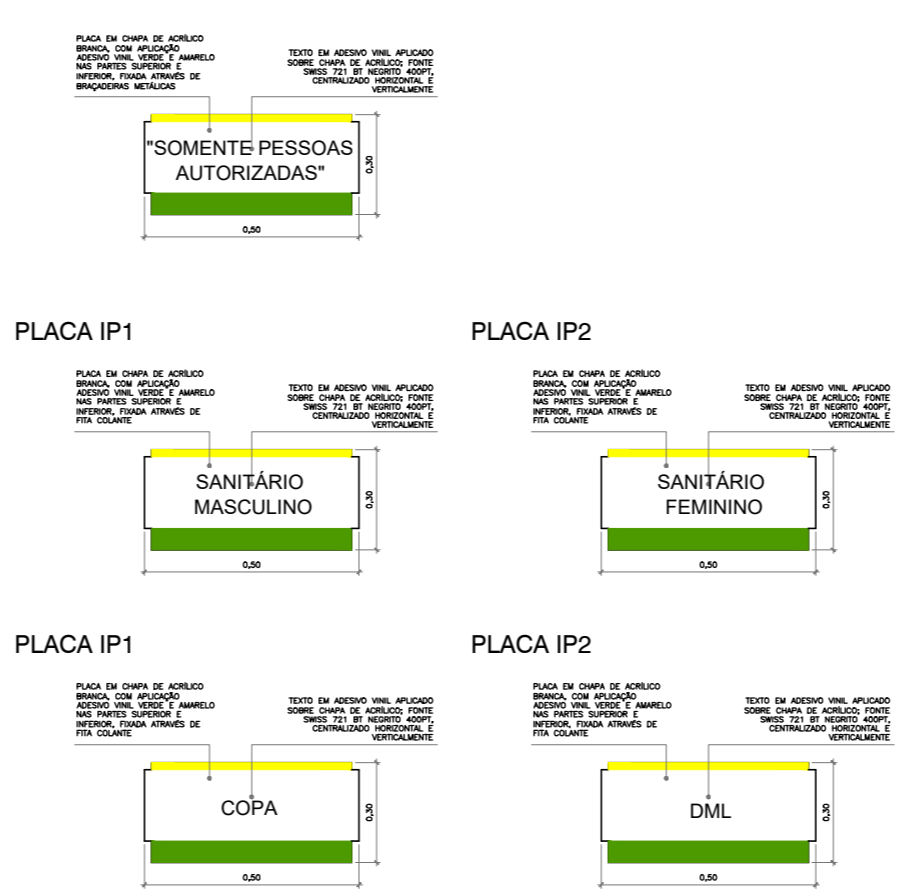 PLACA EM CHAPA DE ACRÍLICO
BRANCA, COM APLICAÇÃO
ADESIVO VINIL VERDE E AMARELO
NAS PARTES SUPERIOR E
INFERIOR, FIXADA ATRAVÉS DE
BRAÇADEIRAS METÁLICAS
TEXTO EM ADESIVO VINIL APLICADO
SOBRE CHAPA DE ACRÍLICO; FONTE
SWISS 721 BT NEGRITO 400PT,
CENTRALIZADO HORIZONTAL E
VERTICALMENTE
"SOMENTE PESSOAS
AUTORIZADAS"
0,30
0,50
PLACA IP1
PLACA EM CHAPA DE ACRÍLICO
BRANCA, COM APLICAÇÃO
ADESIVO VINIL VERDE E AMARELO
NAS PARTES SUPERIOR E
INFERIOR, FIXADA ATRAVÉS DE
FITA COLANTE
TEXTO EM ADESIVO VINIL APLICADO
SOBRE CHAPA DE ACRÍLICO; FONTE
SWISS 721 BT NEGRITO 400PT,
CENTRALIZADO HORIZONTAL E
VERTICALMENTE
SANITÁRIO
MASCULINO
0,30
0,50
PLACA IP2
PLACA EM CHAPA DE ACRÍLICO
BRANCA, COM APLICAÇÃO
ADESIVO VINIL VERDE E AMARELO
NAS PARTES SUPERIOR E
INFERIOR, FIXADA ATRAVÉS DE
FITA COLANTE
TEXTO EM ADESIVO VINIL APLICADO
SOBRE CHAPA DE ACRÍLICO; FONTE
SWISS 721 BT NEGRITO 400PT,
CENTRALIZADO HORIZONTAL E
VERTICALMENTE
SANITÁRIO
FEMININO
0,30
0,50
PLACA IP1
PLACA EM CHAPA DE ACRÍLICO
BRANCA, COM APLICAÇÃO
ADESIVO VINIL VERDE E AMARELO
NAS PARTES SUPERIOR E
INFERIOR, FIXADA ATRAVÉS DE
FITA COLANTE
TEXTO EM ADESIVO VINIL APLICADO
SOBRE CHAPA DE ACRÍLICO; FONTE
SWISS 721 BT NEGRITO 400PT,
CENTRALIZADO HORIZONTAL E
VERTICALMENTE
COPA
0,30
0,50
PLACA IP2
PLACA EM CHAPA DE ACRÍLICO
BRANCA, COM APLICAÇÃO
ADESIVO VINIL VERDE E AMARELO
NAS PARTES SUPERIOR E
INFERIOR, FIXADA ATRAVÉS DE
FITA COLANTE
TEXTO EM ADESIVO VINIL APLICADO
SOBRE CHAPA DE ACRÍLICO; FONTE
SWISS 721 BT NEGRITO 400PT,
CENTRALIZADO HORIZONTAL E
VERTICALMENTE
DML
0,30
0,50